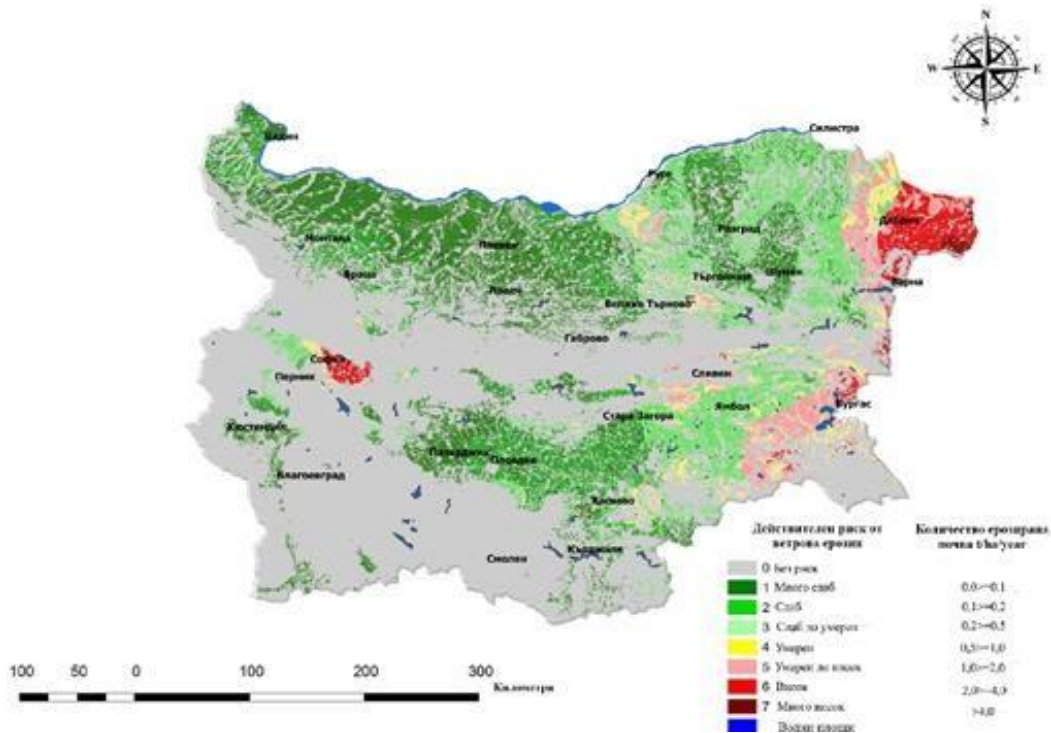 N
W E
S
Видин
Силистра
Русе
Добрич
Монтана
Плевен
Разград
Враца
Ловеч
Търговище
Шумен
Варна
Велико Търново
Габрово
София
Перник
Сливен
Стара Загора
Ямбол
Бургас
Кюстендил
Пазарджик
Пловдив
Благоевград
Хасково
Смолян
Кърджали
Действителен риск от
ветрова ерозия
Количество ерозирана
почва t/ha/year
0 Без риск
1 Много слаб
2 Слаб
3 Слаб до умерен
4 Умерен
5 Умерен до висок
6 Висок
7 Много висок
Водни площи
0.0>=0.1
0,1>=0,2
0,2>=0,5
0,5>=1,0
1,0>=2,0
2,0>=4,0
>4,0
100 50 0 100 200 300
Километри